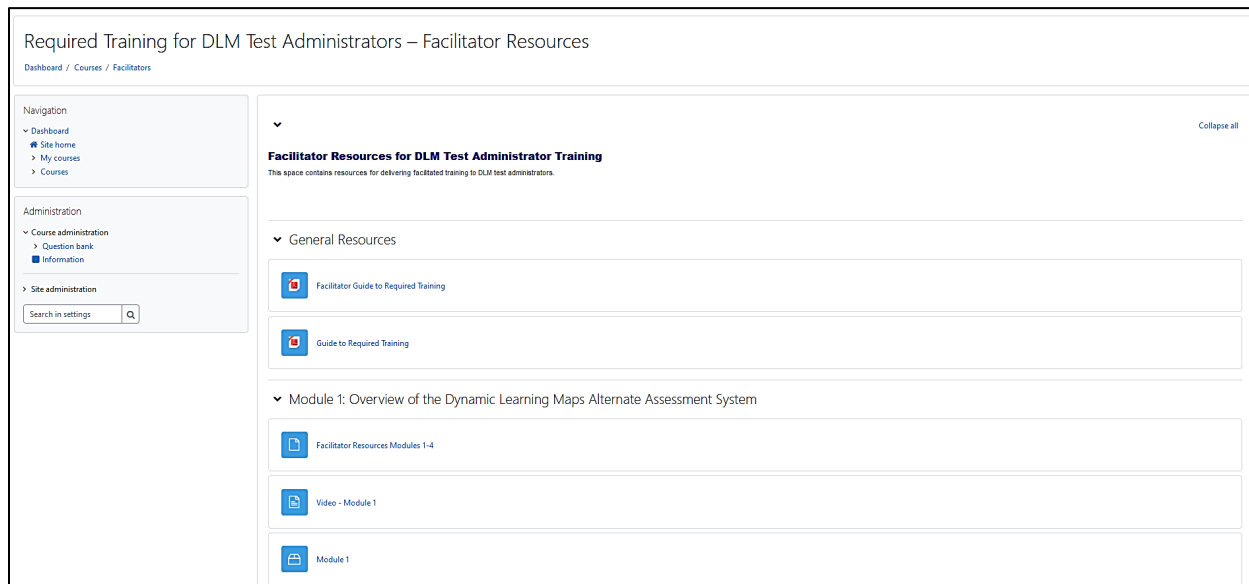 Required Training for DLM Test Administrators – Facilitator Resources
Dashboard / Courses / Facilitators
Navigation
Dashboard
Site home
My courses
Courses
Administration
Course administration
Question bank
Information
Site administration
Search in settings
Collapse all
Facilitator Resources for DLM Test Administrator Training
This space contains resources for delivering facilitated training to DLM test administrators.
General Resources
Facilitator Guide to Required Training
Guide to Required Training
Module 1: Overview of the Dynamic Learning Maps Alternate Assessment System
Facilitator Resources Modules 1-4
Video - Module 1
Module 1